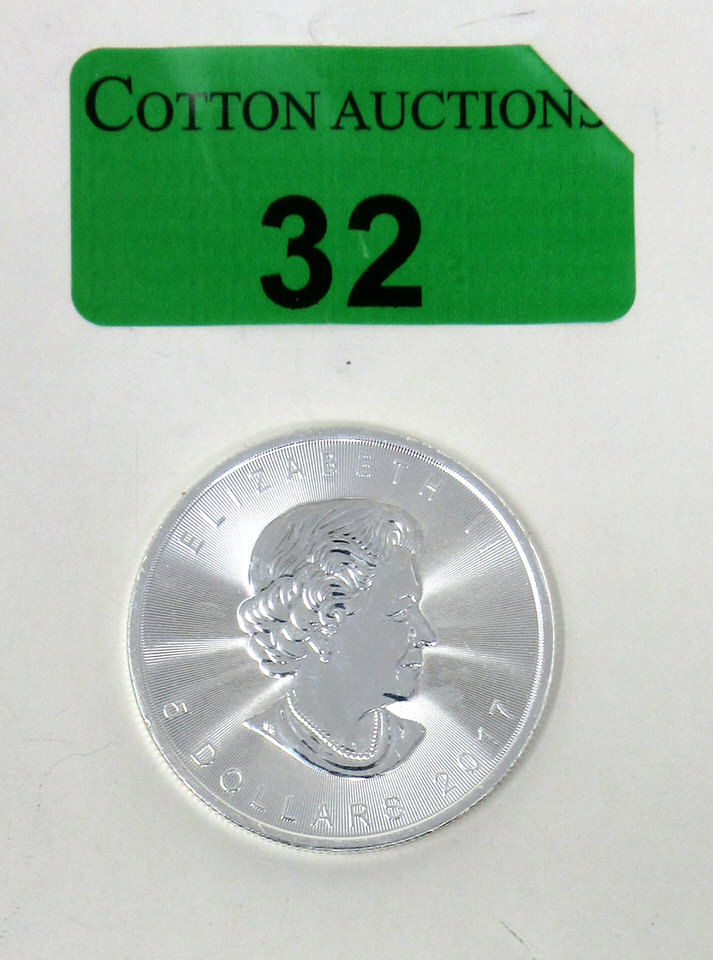 COTTON AUCTIONS
32
ELIZABETH II
5 DOLLARS 2017